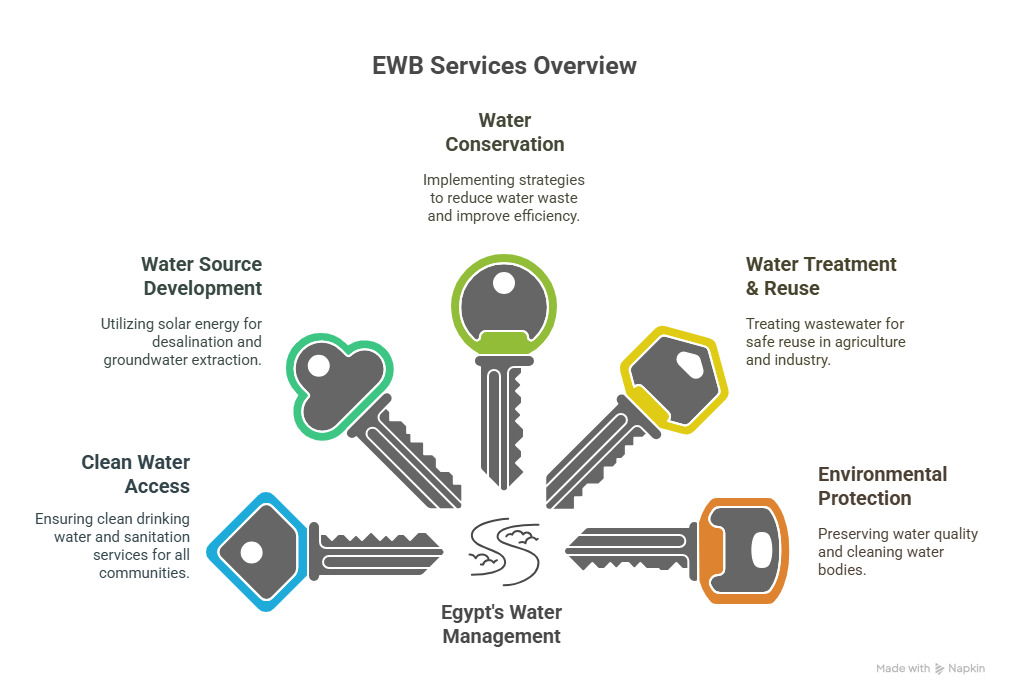 EWB Services Overview
Water
Conservation
Implementing strategies
to reduce water waste
and improve efficiency.
Water Source
Development
Utilizing solar energy for
desalination and
groundwater extraction.
Water Treatment
& Reuse
Treating wastewater for
safe reuse in agriculture
and industry.
Clean Water
Access
Ensuring clean drinking
water and sanitation
services for all
communities.
Environmental
Protection
Preserving water quality
and cleaning water
bodies.
Egypt's Water
Management
Made with Napkin